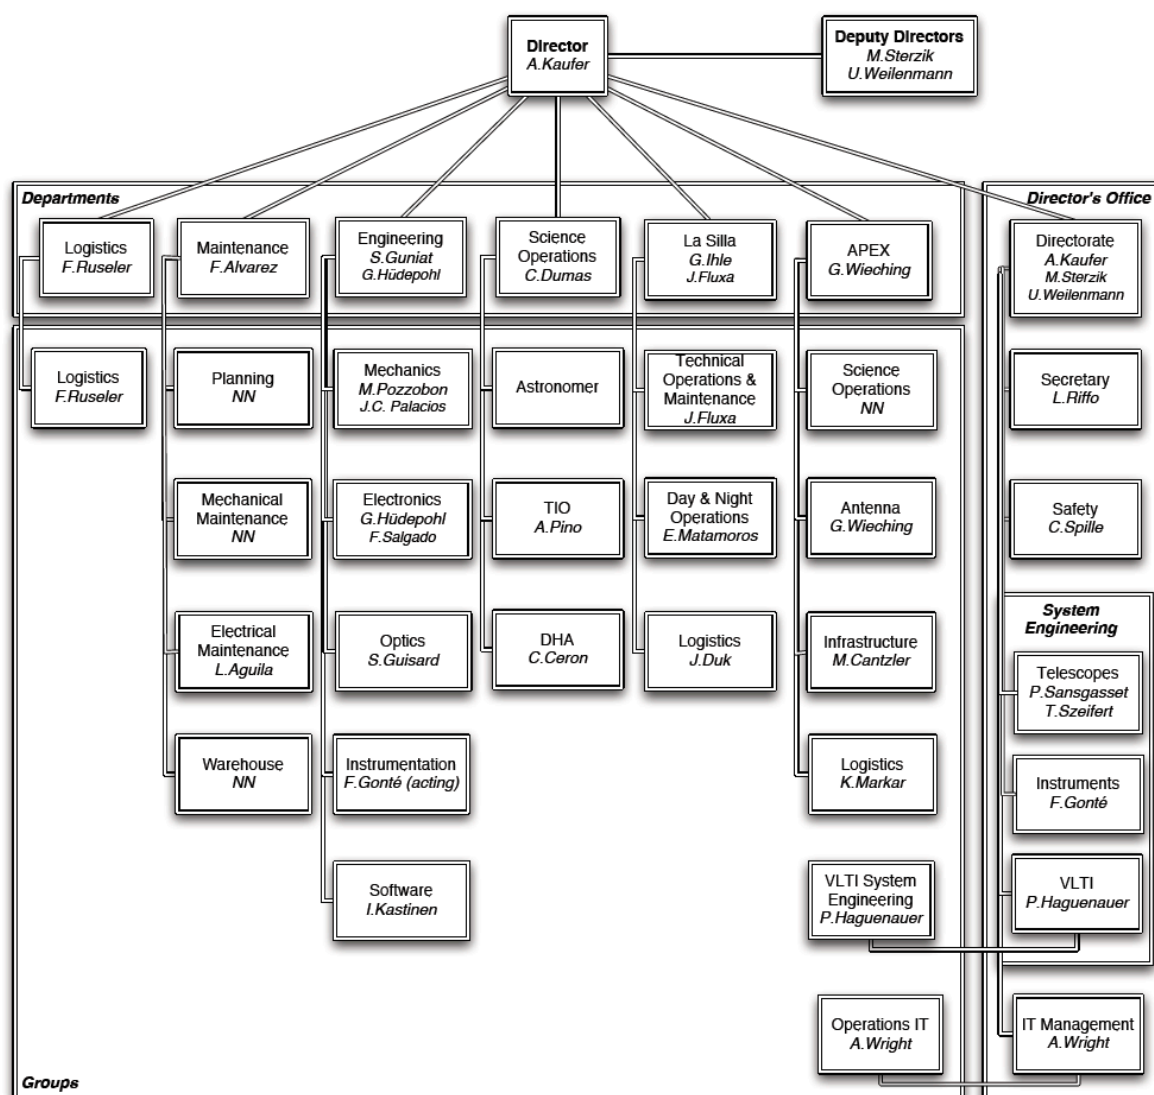 Director
A.Kaufer
Deputy Directors
M.Sterzik
U.Weilenmann
Departments
Director's Office
Logistics
F.Ruseler
Maintenance
F.Alvarez
Engineering
S.Guniat
G.Hüdepohl
Science
Operations
C.Dumas
La Silla
G.Ihle
J.Fluxa
APEX
G.Wieching
Directorate
A.Kaufer
M.Sterzik
U.Weilenmann
Logistics
F.Ruseler
Planning
NN
Mechanics
M.Pozzobon
J.C. Palacios
Astronomer
Technical
Operations &
Maintenance
J.Fluxa
Science
Operations
NN
Secretary
L.Riffo
Mechanical
Maintenance
NN
Electronics
G.Hüdepohl
F.Salgado
TIO
A.Pino
Day & Night
Operations
E.Matamoros
Antenna
G.Wieching
Safety
C.Spille
Electrical
Maintenance
L.Aguila
Optics
S.Guisard
DHA
C.Ceron
Logistics
J.Duk
Infrastructure
M.Cantzler
System
Engineering
Telescopes
P.Sansgasset
T.Szeifert
Warehouse
NN
Instrumentation
F.Gonté (acting)
Logistics
K.Markar
Instruments
F.Gonté
Software
I.Kastinen
VLTI System
Engineering
P.Haguenauer
VLTI
P.Haguenauer
Operations IT
A.Wright
IT Management
A.Wright
Groups